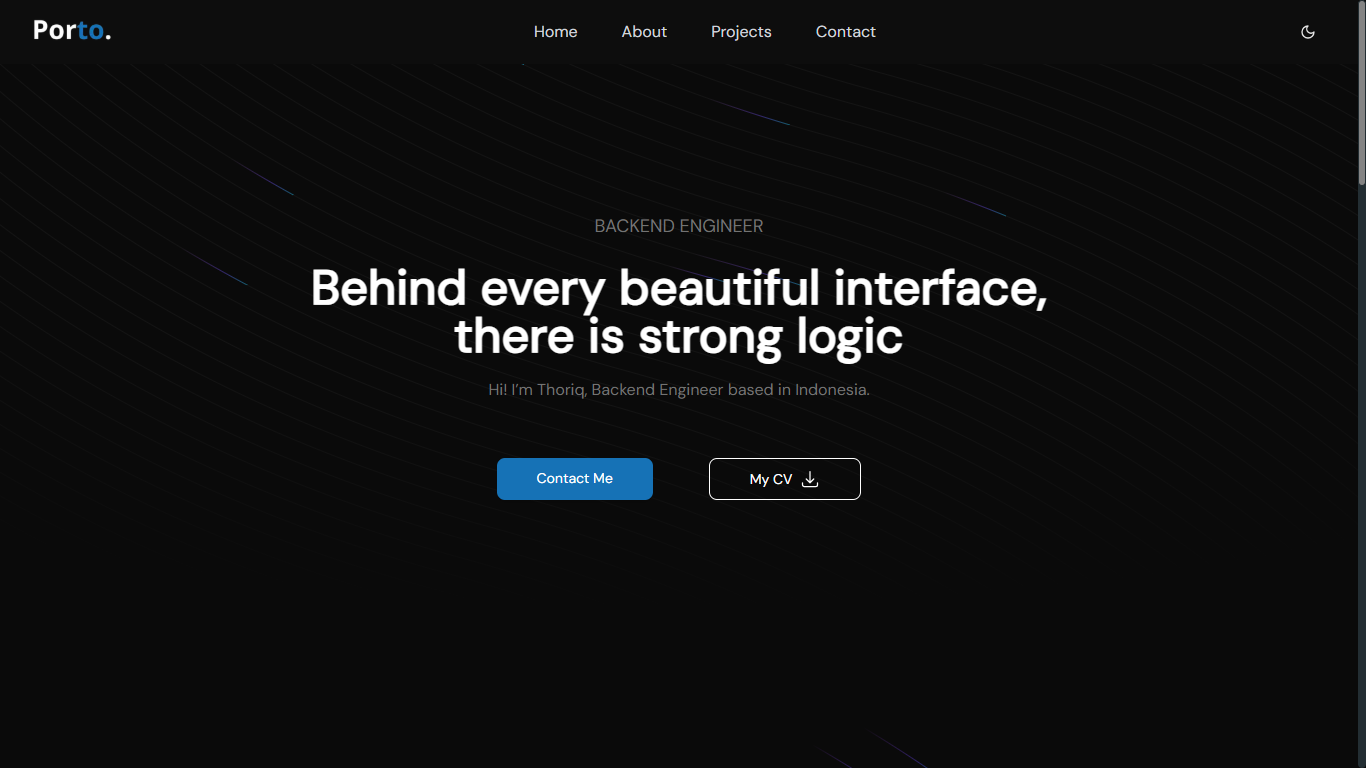 Porto.
Home
About
Projects
Contact
BACKEND ENGINEER
Behind every beautiful interface,
there is strong logic
Hi! I’m Thoriq, Backend Engineer based in Indonesia.
Contact Me
My CV